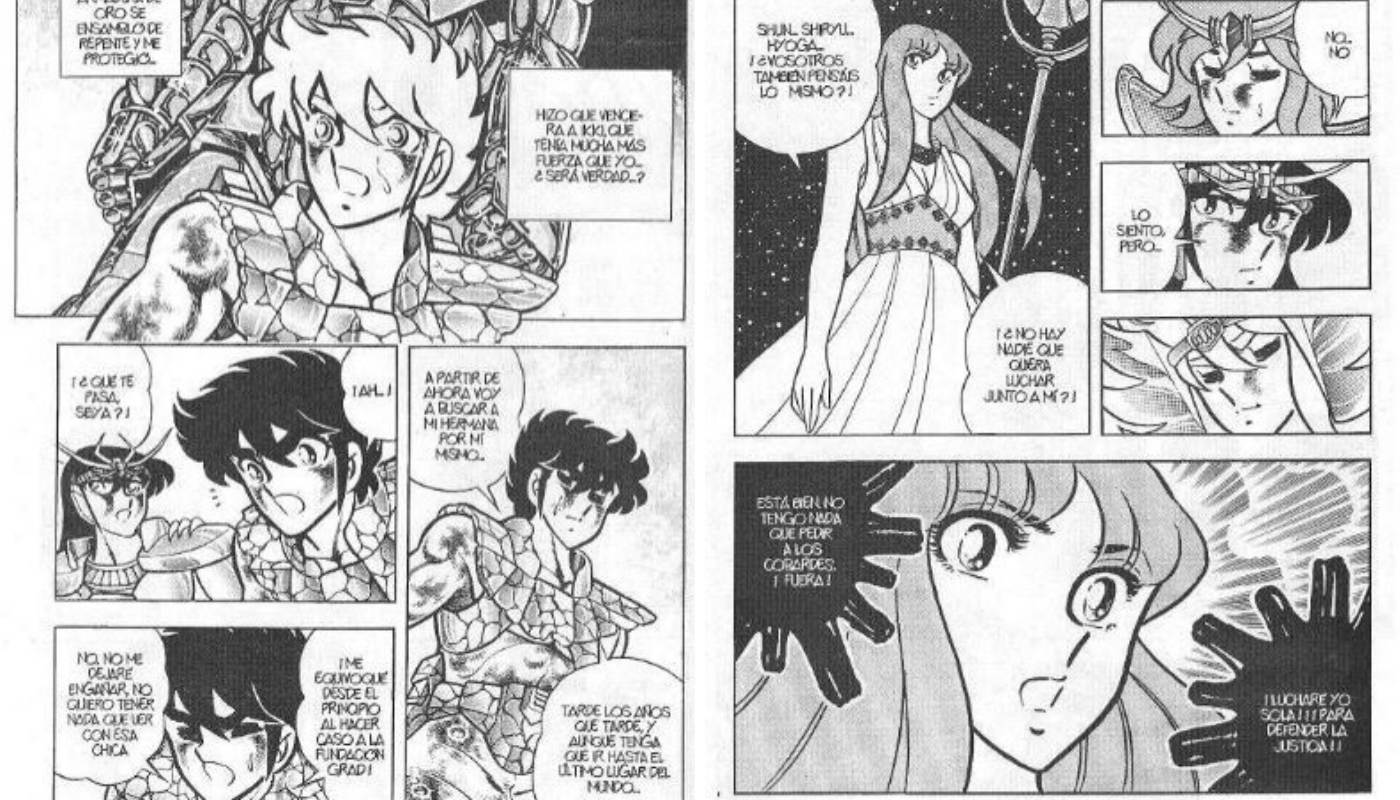 ORO SE
ENSAMBLÓ DE
REPENTE Y ME
PROTEGIÓ...
HIZO QUE VENCIE-
RA A IKKI, QUE
TENÍA MUCHA MÁS
FUERZA QUE YO...
¿SERÁ VERDAD...?
¡¿QUÉ TE
PASA,
SEIYA?!
¡AH...!
A PARTIR DE
AHORA VOY
A BUSCAR A
MI HERMANA
POR MÍ
MISMO...
NO, NO ME
DEJARÉ
ENGAÑAR, NO
QUIERO TENER
NADA QUE VER
CON ESA
CHICA
¡ME
EQUIVOQUÉ
DESDE EL
PRINCIPIO
AL HACER
CASO A LA
FUNDACIÓN
GRAD!
TARDE LOS AÑOS
QUE TARDE, Y
AUNQUE TENGA
QUE IR HASTA EL
ÚLTIMO LUGAR DEL
MUNDO...
SHUN... SHIRYU...
HYOGA...
¡¿VOSOTROS
TAMBIÉN PENSÁIS
LO MISMO?!
¡¿NO HAY
NADIE QUE
QUIERA
LUCHAR
JUNTO A MÍ?!
NO...
NO
LO
SIENTO,
PERO...
ESTÁ BIEN, NO
TENGO NADA
QUE PEDIR
A LOS
COBARDES.
¡FUERA!
¡LUCHARÉ YO
SOLA!¡¡¡PARA
DEFENDER LA
JUSTICIA!!